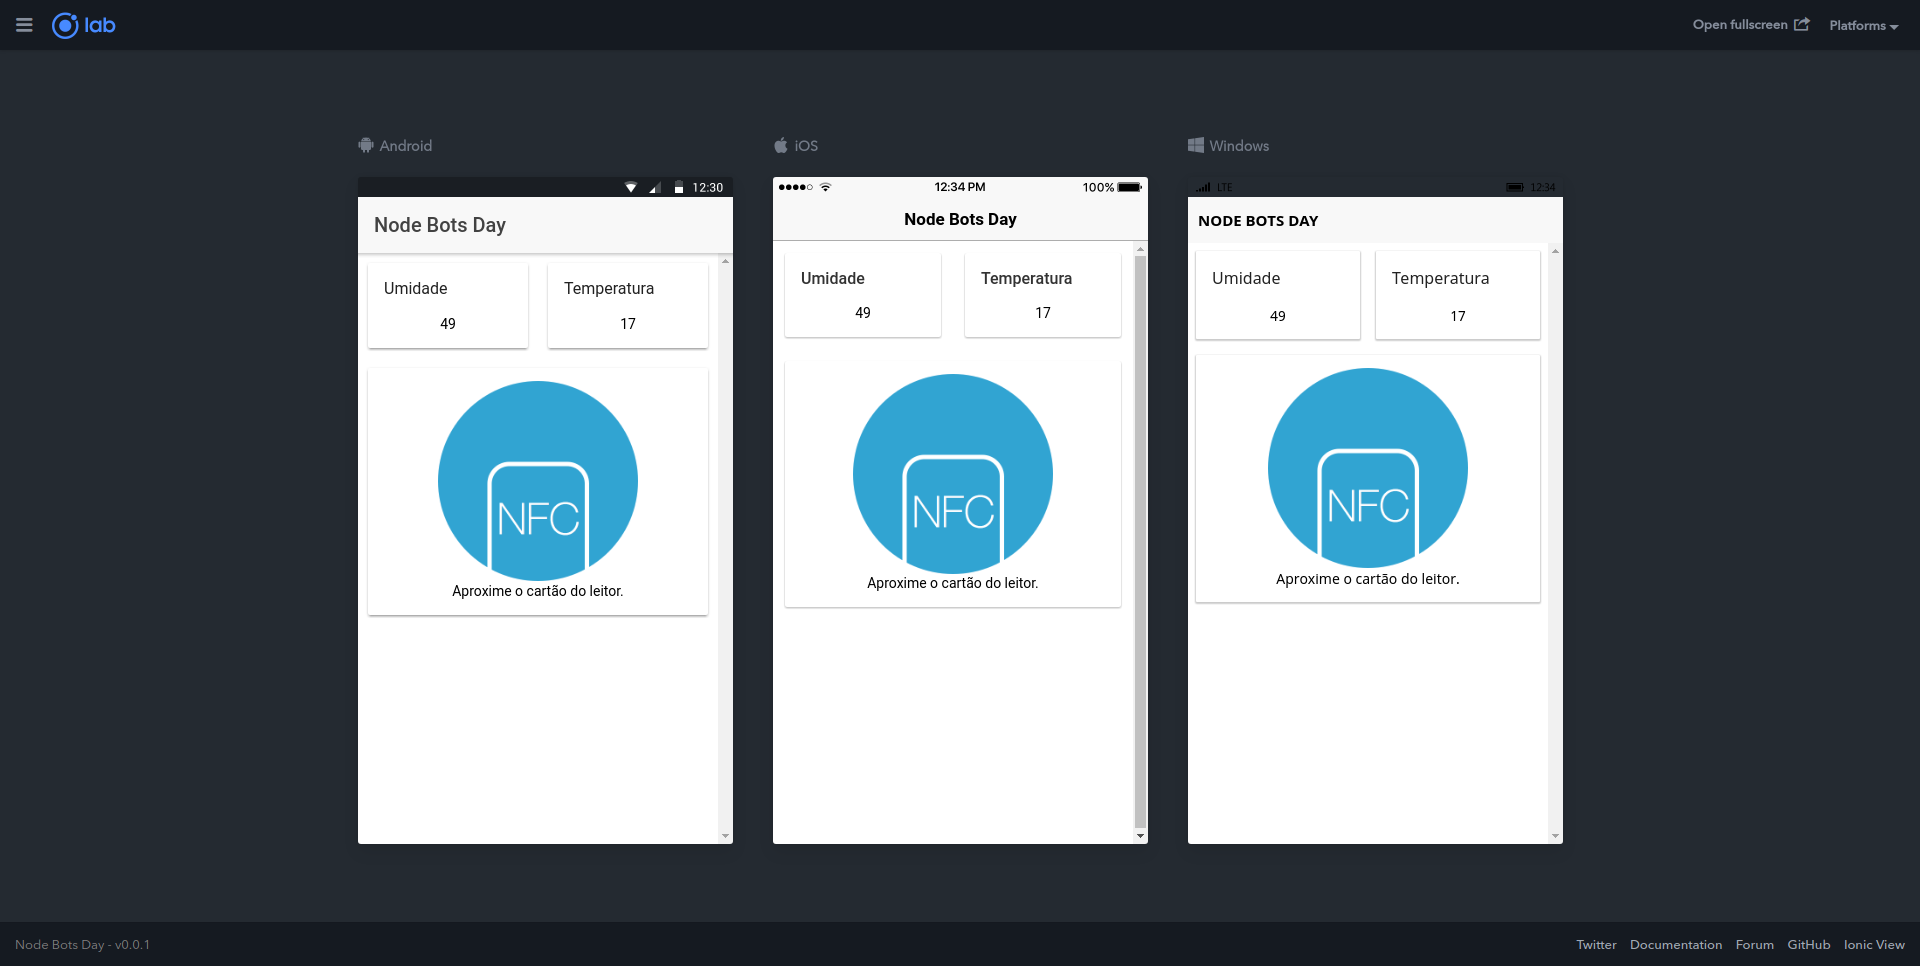 lab
Open fullscreen
Platforms
Android
12:30
Node Bots Day
Umidade
49
Temperatura
17
NFC
Aproxime o cartão do leitor.
iOS
12:34 PM
100%
Node Bots Day
Umidade
49
Temperatura
17
NFC
Aproxime o cartão do leitor.
Windows
LTE
12:34
NODE BOTS DAY
Umidade
49
Temperatura
17
NFC
Aproxime o cartão do leitor.
Node Bots Day - v0.0.1
Twitter Documentation Forum GitHub Ionic View